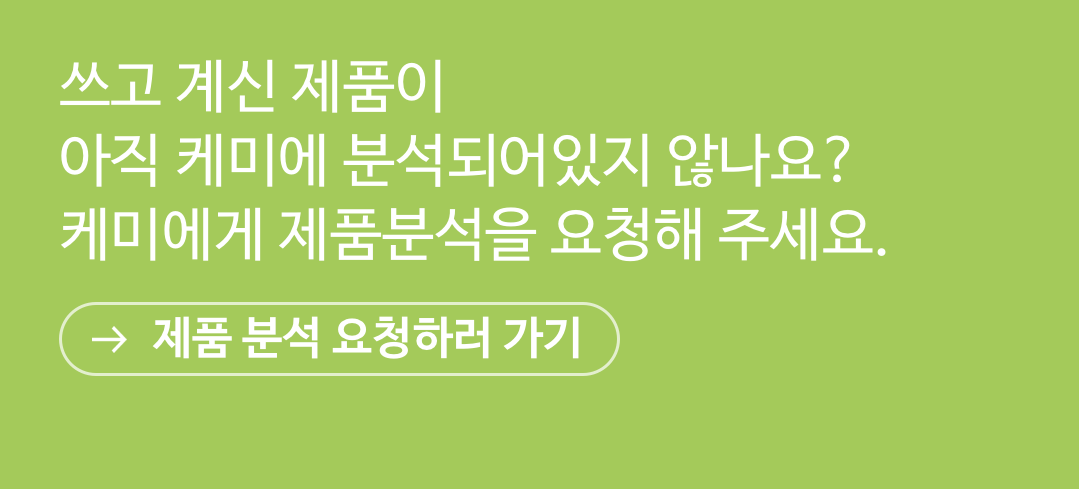 쓰고 계신 제품이
아직 케미에 분석되어있지 않나요?
케미에게 제품분석을 요청해 주세요.
→ 제품 분석 요청하러 가기